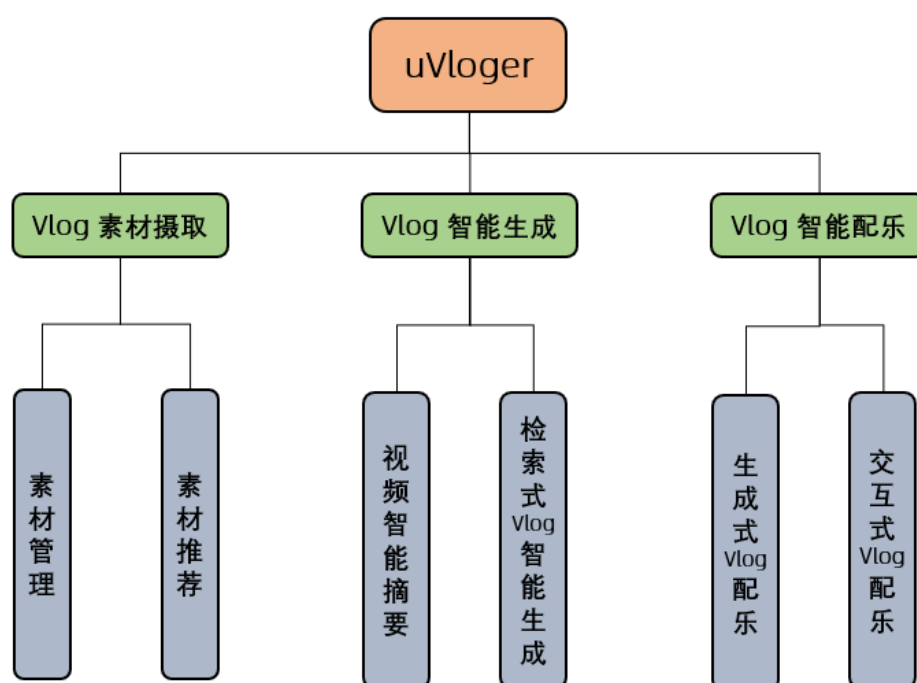 uVloger
Vlog 素材摄取
Vlog 智能生成
Vlog 智能配乐
素材管理
素材推荐
视频智能摘要
检索式Vlog智能生成
生成式Vlog配乐
交互式Vlog配乐